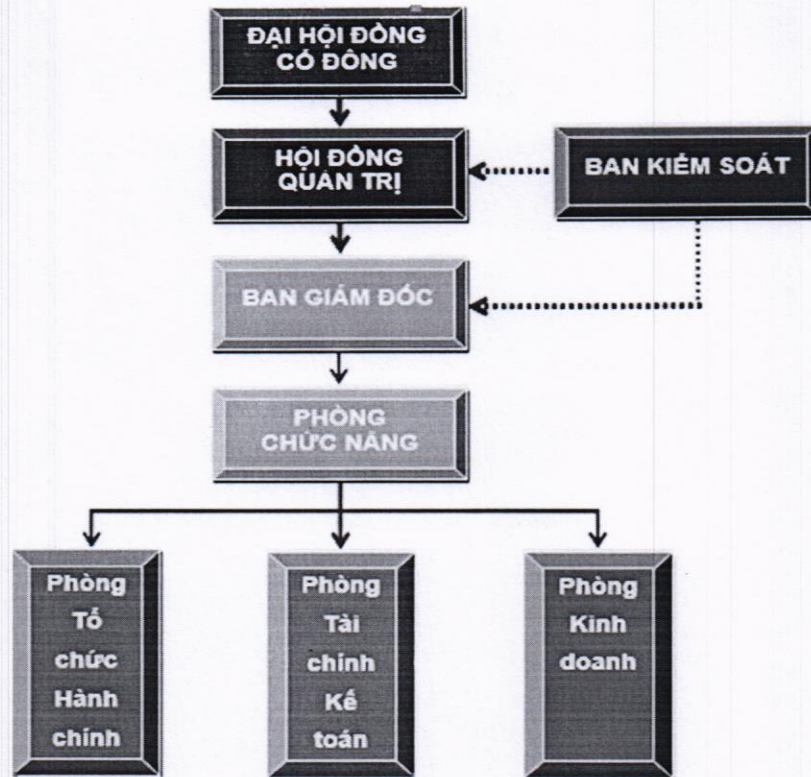 ĐẠI HỘI ĐỒNG
CỔ ĐÔNG
HỘI ĐỒNG
QUẢN TRỊ
BAN KIỂM SOÁT
BAN GIÁM ĐỐC
PHÒNG
CHỨC NĂNG
Phòng
Tổ
chức
Hành
chính
Phòng
Tài
chính
Kế
toán
Phòng
Kinh
doanh